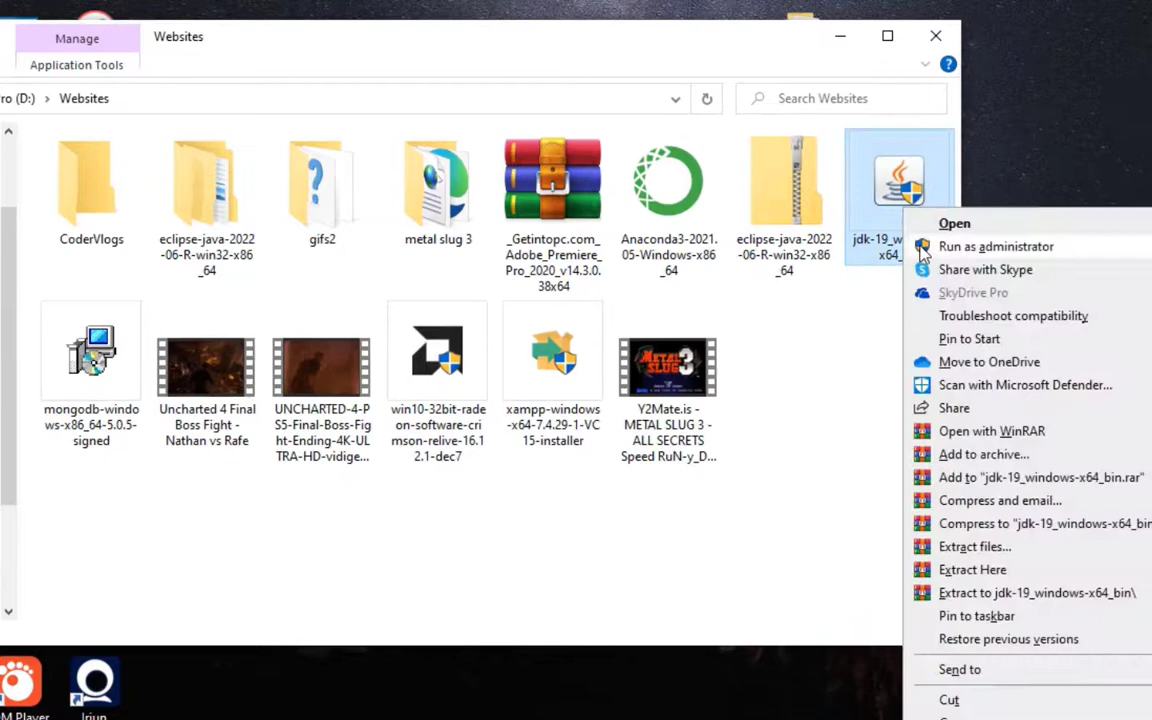 Manage
Websites
Application Tools
ro (D:) > Websites
Search Websites
CoderVlogs
eclipse-java-2022
-06-R-win32-x86
_64
gifs2
metal slug 3
_Getintopc.com_
Adobe_Premiere_
Pro_2020_v14.3.0.
38x64
Anaconda3-2021.
05-Windows-x86
_64
eclipse-java-2022
-06-R-win32-x86
_64
jdk-19_w
x64_
mongodb-windo
ws-x86_64-5.0.5-
signed
Uncharted 4 Final
Boss Fight -
Nathan vs Rafe
UNCHARTED-4-P
S5-Final-Boss-Fig
ht-Ending-4K-UL
TRA-HD-vidige...
win10-32bit-rade
on-software-cri
mson-relive-16.1
2.1-dec7
xampp-windows
-x64-7.4.29-1-VC
15-installer
METAL SLUG 3
Y2Mate.is -
METAL SLUG 3 -
ALL SECRETS
Speed RuN-y_D...
Open
Run as administrator
Share with Skype
SkyDrive Pro
Troubleshoot compatibility
Pin to Start
Move to OneDrive
Scan with Microsoft Defender...
Share
Open with WinRAR
Add to archive...
Add to "jdk-19_windows-x64_bin.rar"
Compress and email...
Compress to "jdk-19_windows-x64_bin
Extract files...
Extract Here
Extract to jdk-19_windows-x64_bin\
Pin to taskbar
Restore previous versions
Send to
Cut
M Player
Iriun